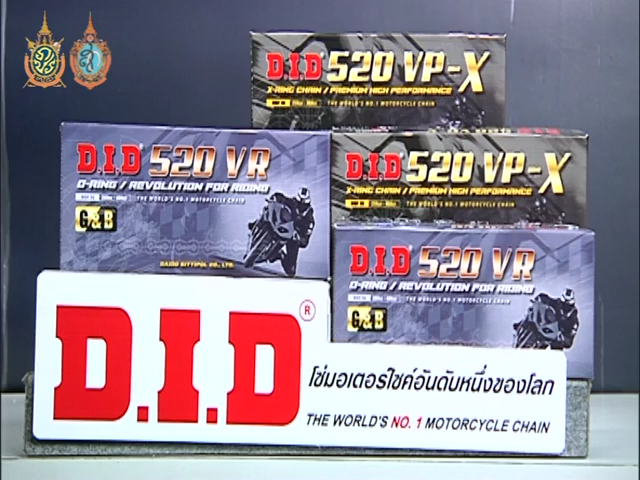 D.I.D 520 VP-X
X-RING CHAIN / PREMIUM HIGH PERFORMANCE
THE WORLD'S NO.1 MOTORCYCLE CHAIN
D.I.D 520 VR
O-RING / REVOLUTION FOR RIDING
THE WORLD'S NO.1 MOTORCYCLE CHAIN
G&B
DAIDO SITTIPOL CO., LTD.
D.I.D 520 VP-X
X-RING CHAIN / PREMIUM HIGH PERFORMANCE
THE WORLD'S NO.1 MOTORCYCLE CHAIN
D.I.D 520 VR
O-RING / REVOLUTION FOR RIDING
THE WORLD'S NO.1 MOTORCYCLE CHAIN
G&B
D.I.D ®
โซ่มอเตอร์ไซค์อันดับหนึ่งของโลก
THE WORLD'S NO. 1 MOTORCYCLE CHAIN